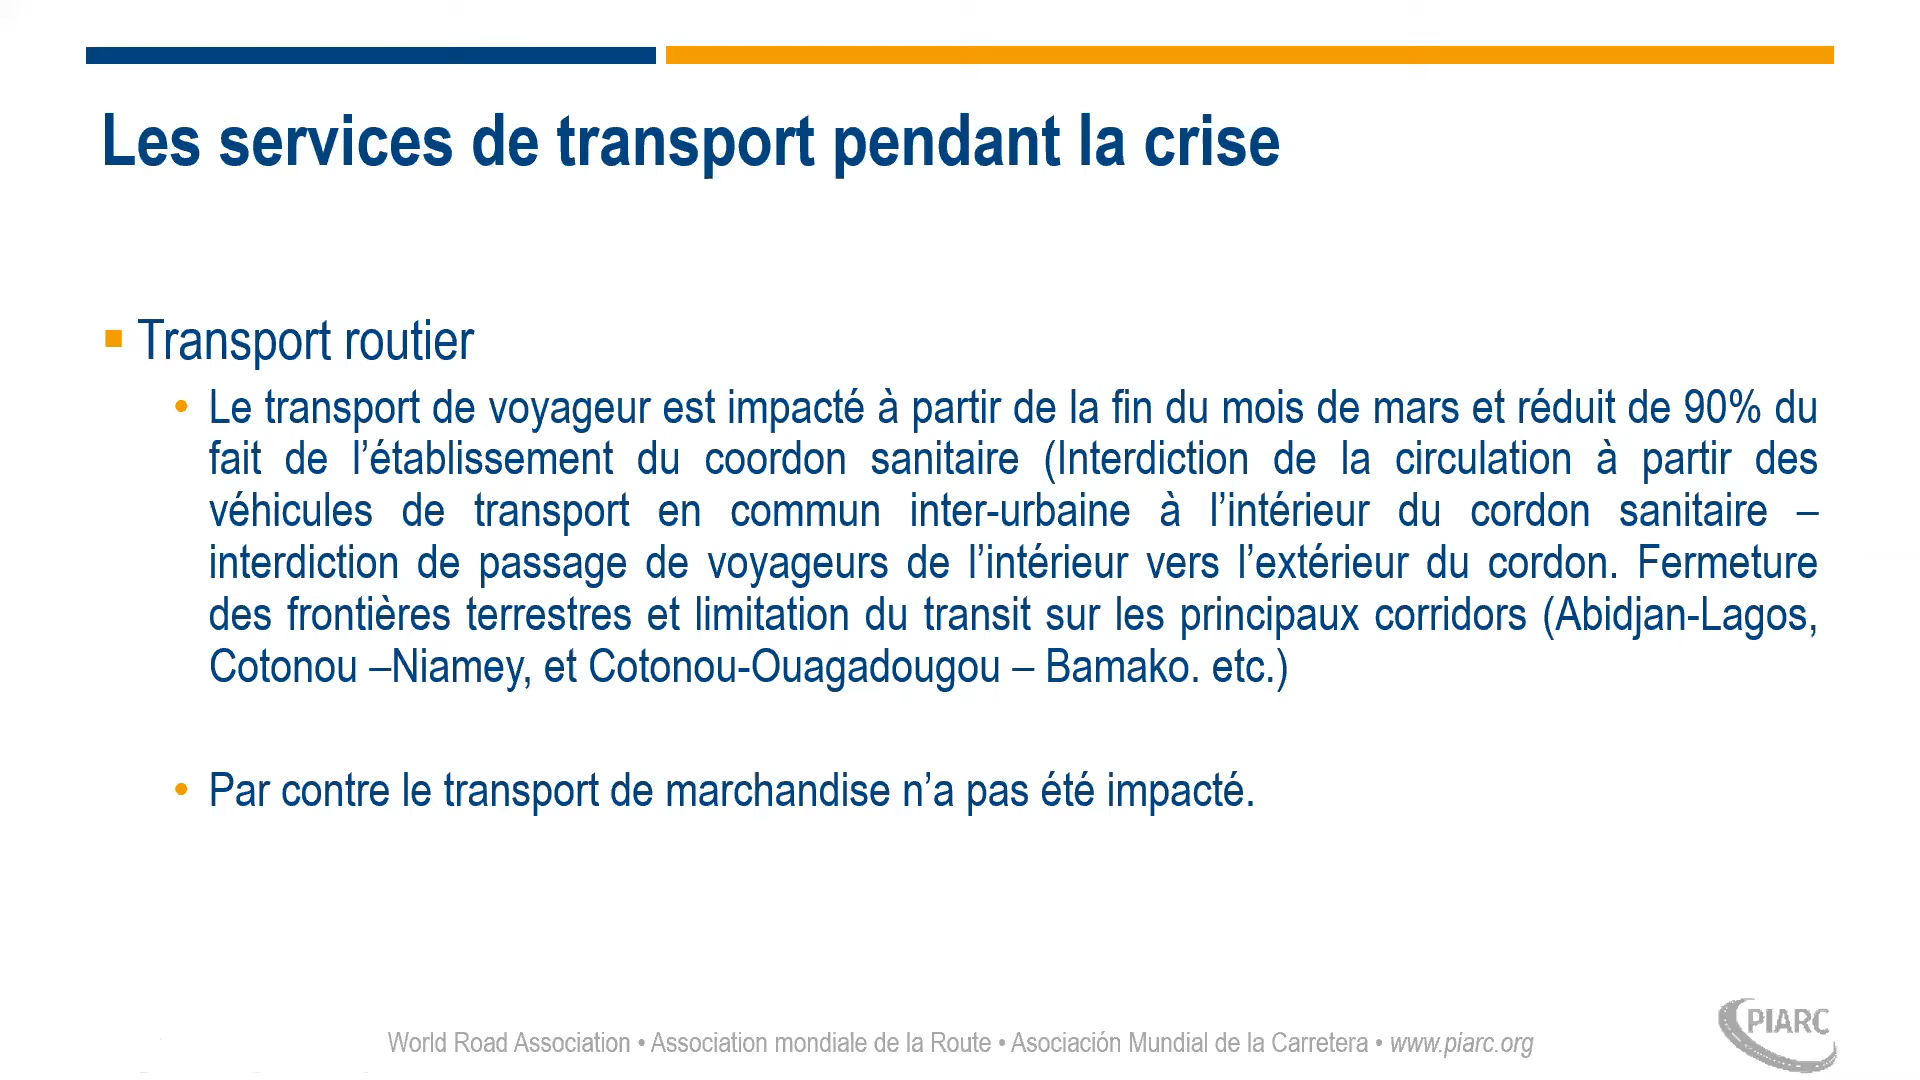 Les services de transport pendant la crise
Transport routier
Le transport de voyageur est impacté à partir de la fin du mois de mars et réduit de 90% du
fait de l’établissement du coordon sanitaire (Interdiction de la circulation à partir des
véhicules de transport en commun inter-urbaine à l’intérieur du cordon sanitaire –
interdiction de passage de voyageurs de l’intérieur vers l’extérieur du cordon. Fermeture
des frontières terrestres et limitation du transit sur les principaux corridors (Abidjan-Lagos,
Cotonou –Niamey, et Cotonou-Ouagadougou – Bamako. etc.)
Par contre le transport de marchandise n’a pas été impacté.
World Road Association • Association mondiale de la Route • Asociación Mundial de la Carretera • www.piarc.org
PIARC